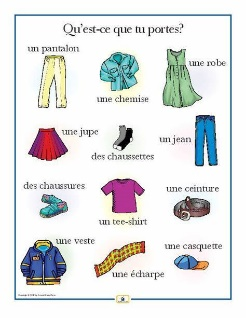 Qu'est-ce que tu portes?
un pantalon
une robe
une chemise
une jupe
un jean
des chaussettes
des chaussures
une ceinture
un tee-shirt
une veste
une casquette
une écharpe